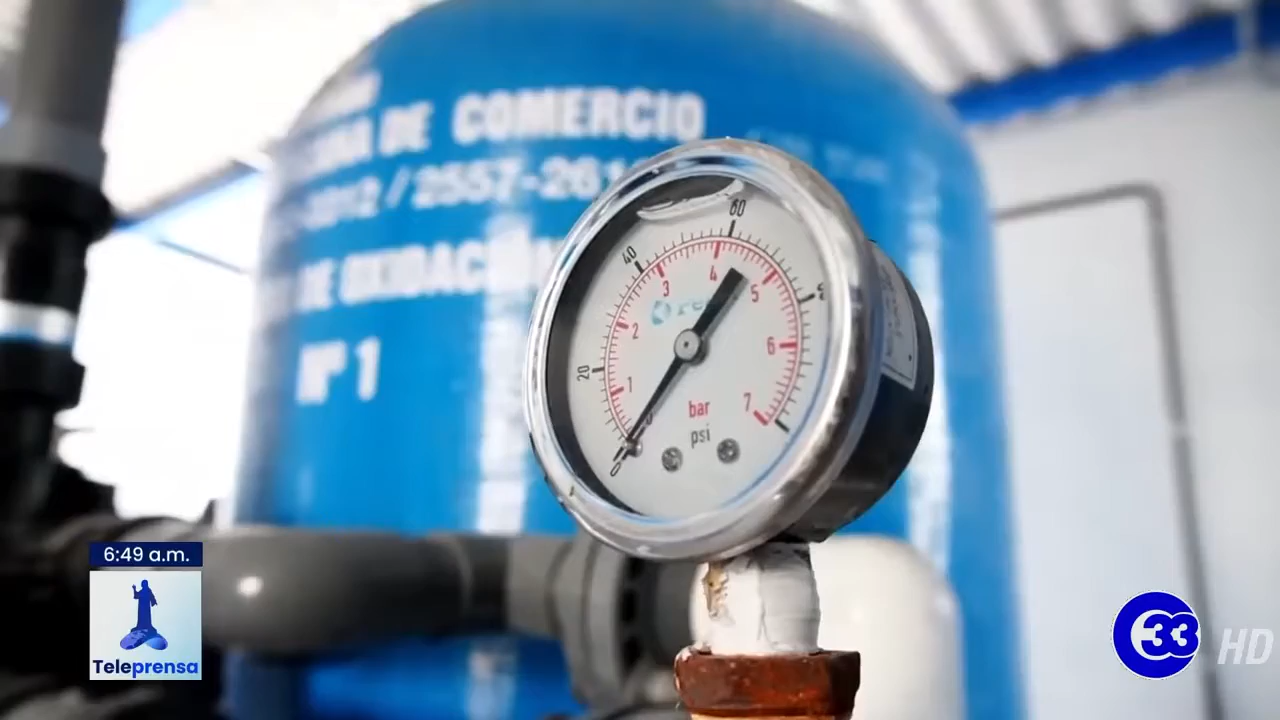 DE COMERCIO
/ 2557-261
DE OXIDACIÓN
Nº 1
60
40
20
0
4
3
5
2
6
1
7
bar
psi
6:49 a.m.
Teleprensa
33
HD